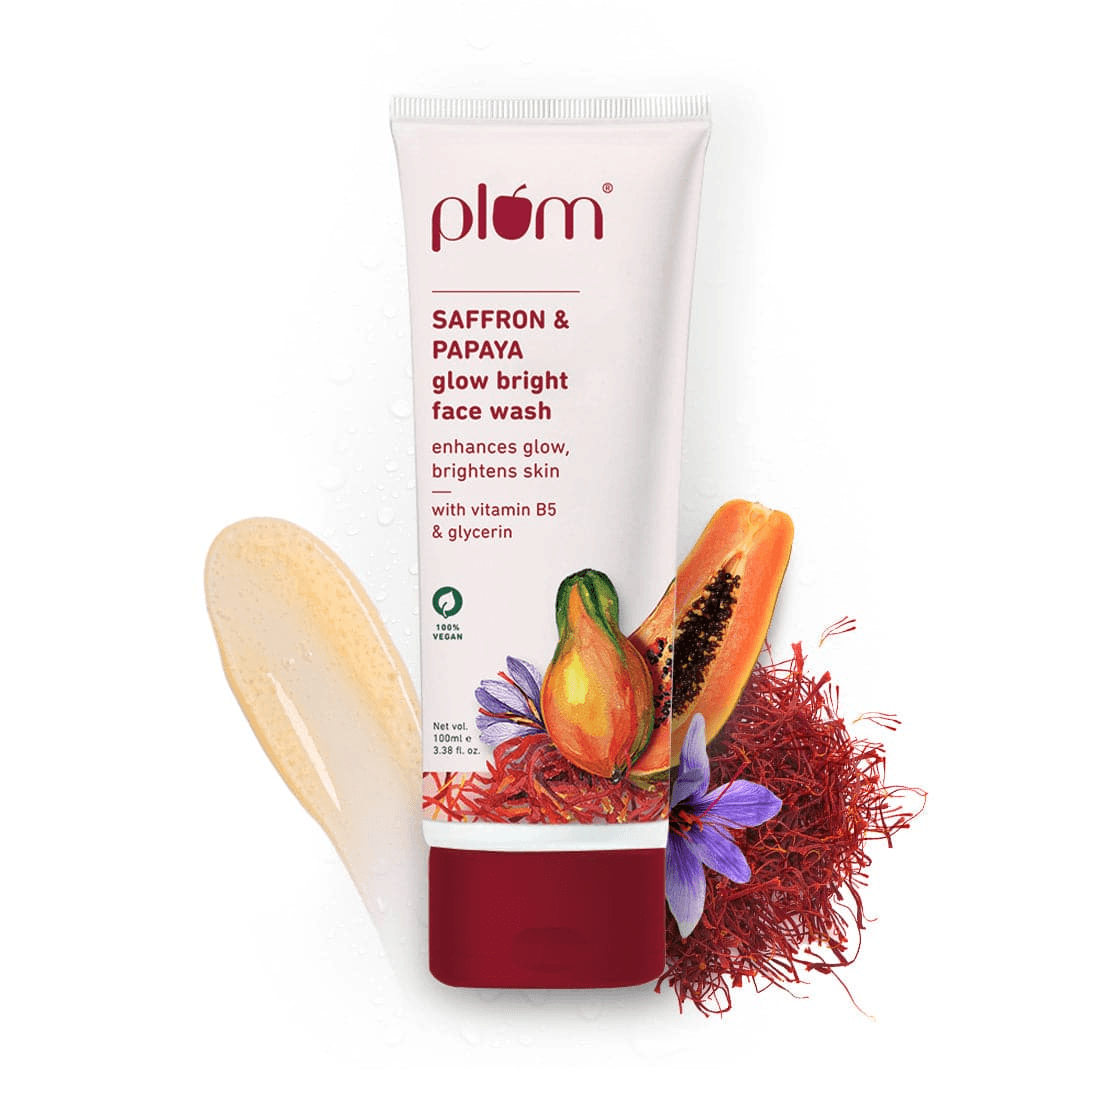 plum®
SAFFRON &
PAPAYA
glow bright
face wash
enhances glow,
brightens skin
with vitamin B5
& glycerin
100%
VEGAN
Net vol.
100ml e
3.38 fl. oz.